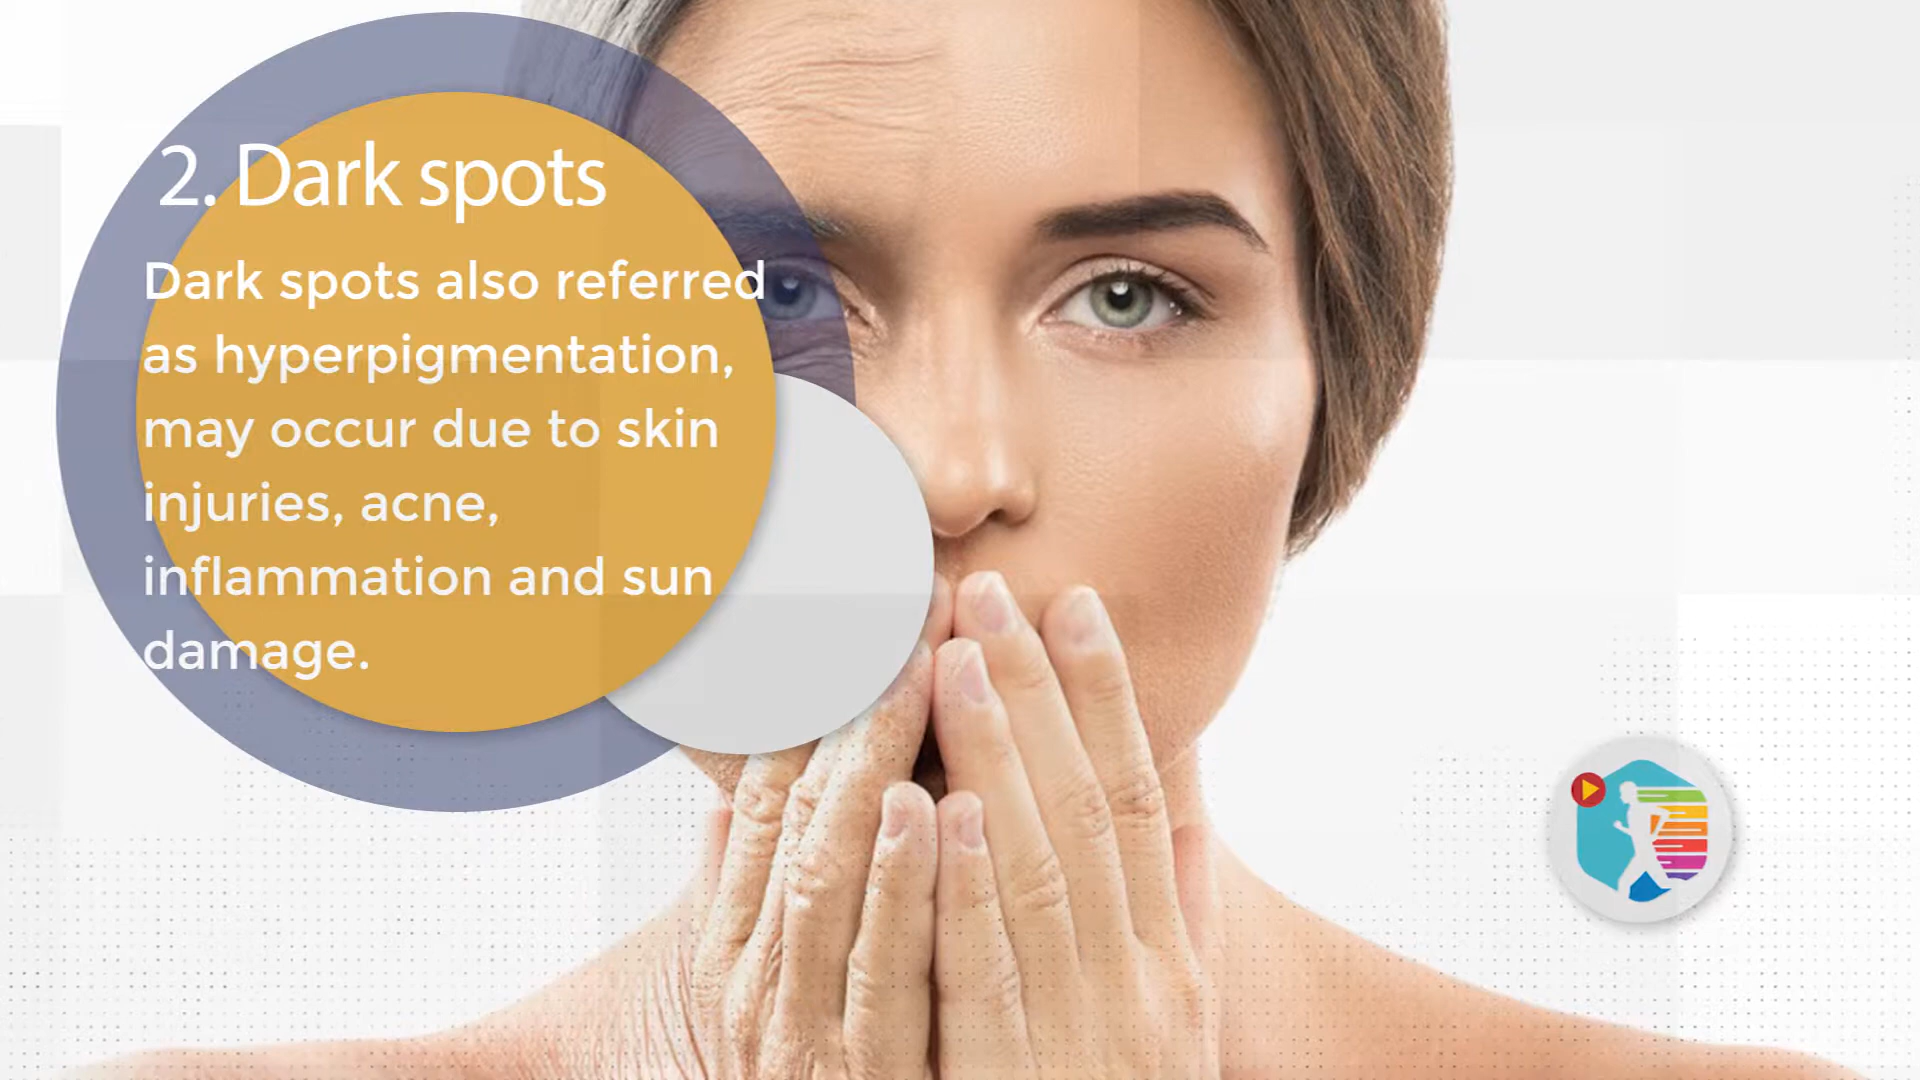 2. Dark spots
Dark spots also referred
as hyperpigmentation,
may occur due to skin
injuries, acne,
inflammation and sun
damage.